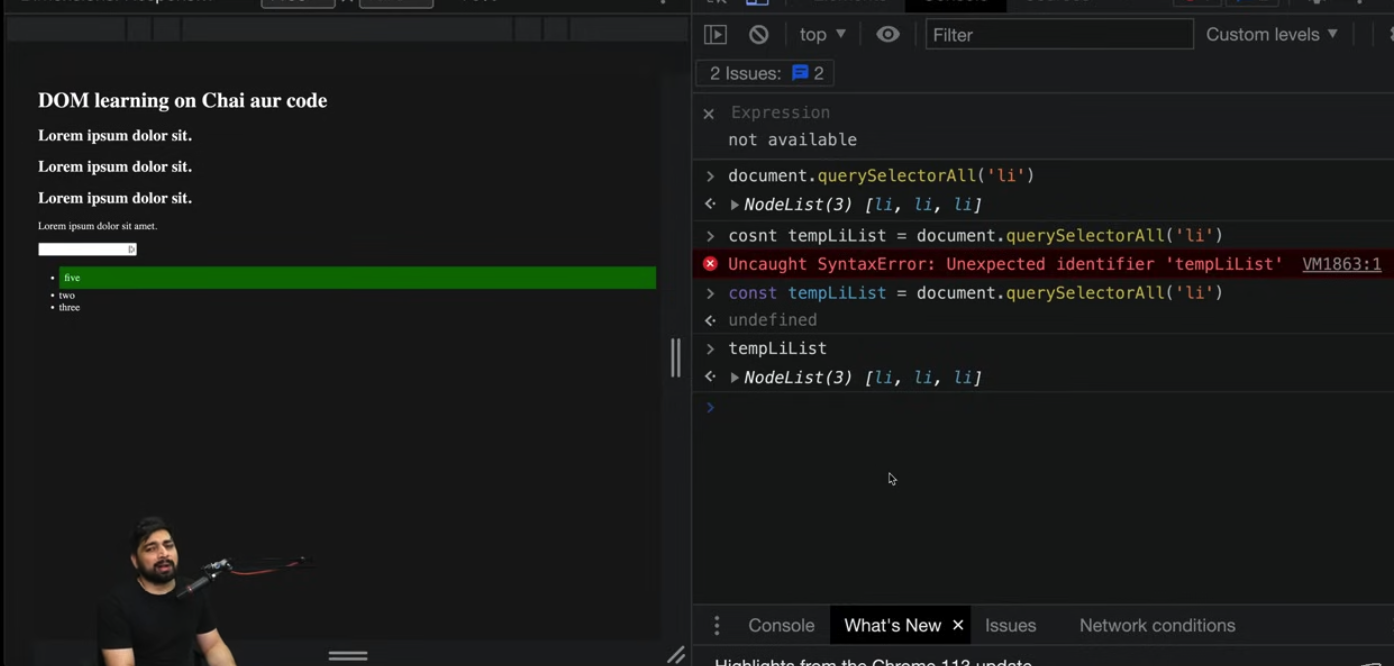 top
Filter
Custom levels
2 Issues: 2
DOM learning on Chai aur code
Lorem ipsum dolor sit.
Lorem ipsum dolor sit.
Lorem ipsum dolor sit.
Lorem ipsum dolor sit amet.
five
two
three
Expression
not available
document.querySelectorAll('li')
NodeList(3) [li, li, li]
cosnt tempLiList = document.querySelectorAll('li')
Uncaught SyntaxError: Unexpected identifier 'tempLiList' VM1863:1
const tempLiList = document.querySelectorAll('li')
undefined
tempLiList
NodeList(3) [li, li, li]
Console What's New × Issues Network conditions
Highlights from the Chrome 113 update